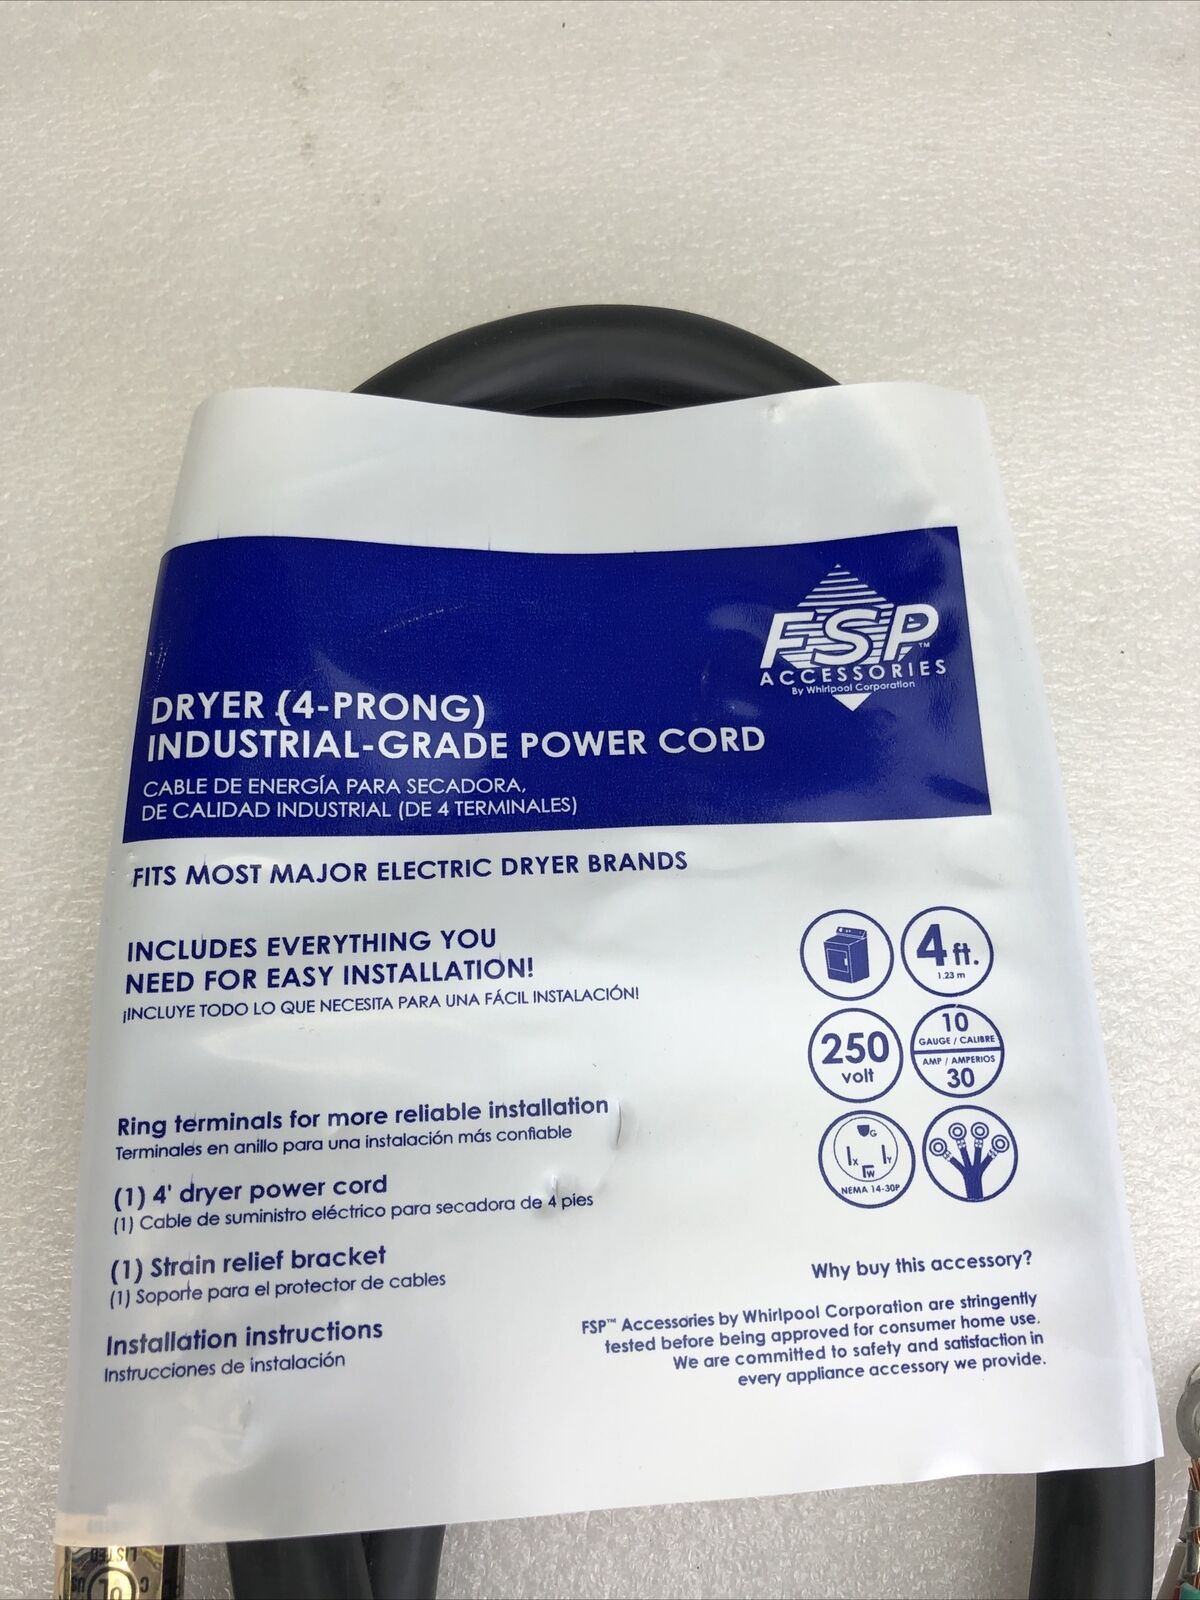 FSP™
ACCESSORIES
By Whirlpool Corporation
DRYER (4-PRONG)
INDUSTRIAL-GRADE POWER CORD
CABLE DE ENERGÍA PARA SECADORA,
DE CALIDAD INDUSTRIAL (DE 4 TERMINALES)
FITS MOST MAJOR ELECTRIC DRYER BRANDS
INCLUDES EVERYTHING YOU
NEED FOR EASY INSTALLATION!
¡INCLUYE TODO LO QUE NECESITA PARA UNA FÁCIL INSTALACIÓN!
4 ft.
1.23 m
250
volt
10
GAUGE / CALIBRE
AMP / AMPERIOS
30
G
X Y
W
NEMA 14-30P
Ring terminals for more reliable installation
Terminales en anillo para una instalación más confiable
(1) 4' dryer power cord
(1) Cable de suministro eléctrico para secadora de 4 pies
(1) Strain relief bracket
(1) Soporte para el protector de cables
Installation instructions
Instrucciones de instalación
Why buy this accessory?
FSP™ Accessories by Whirlpool Corporation are stringently
tested before being approved for consumer home use.
We are committed to safety and satisfaction in
every appliance accessory we provide.
LISTED
C UL US